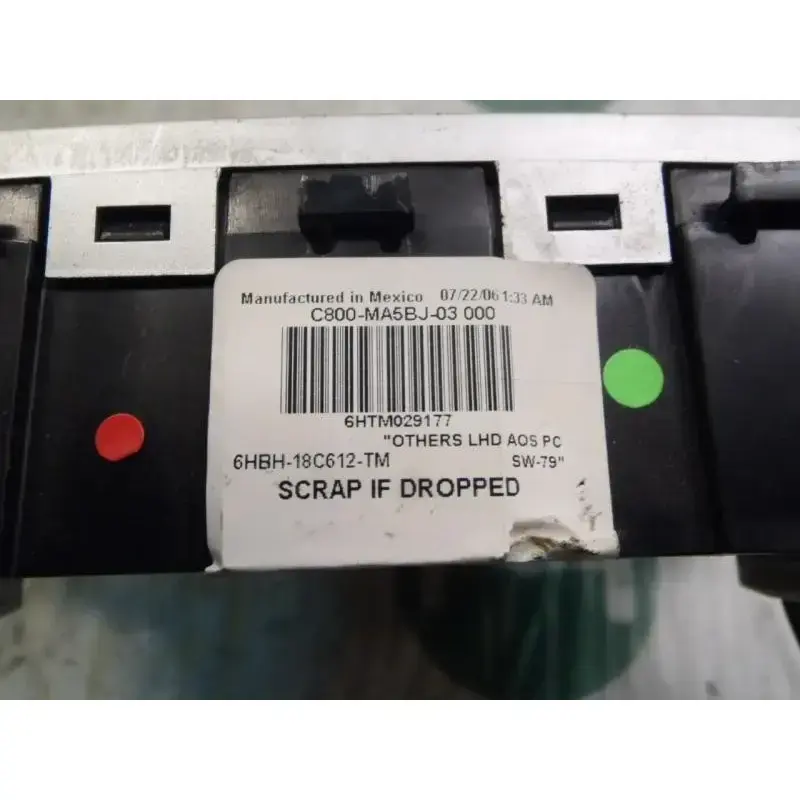 Manufactured in Mexico 07/22/06 1:33 AM
C800-MA5BJ-03 000
6HTM029177
"OTHERS LHD AOS PC
6HBH-18C612-TM SW-79"
SCRAP IF DROPPED